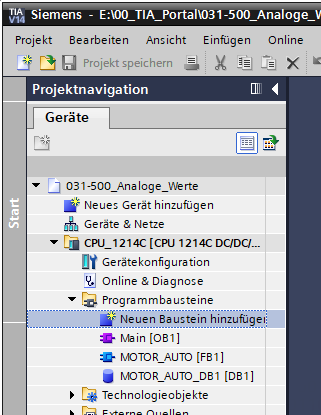 TIA
V14
Siemens - E:\00_TIA_Portal\031-500_Analoge_W
Projekt Bearbeiten Ansicht Einfügen Online
Projekt speichern
Projektnavigation
Geräte
Start
031-500_Analoge_Werte
Neues Gerät hinzufügen
Geräte & Netze
CPU_1214C [CPU 1214C DC/DC/...
Gerätekonfiguration
Online & Diagnose
Programmbausteine
Neuen Baustein hinzufügen
Main [OB1]
MOTOR_AUTO [FB1]
MOTOR_AUTO_DB1 [DB1]
Technologieobjekte
Externe Quellen